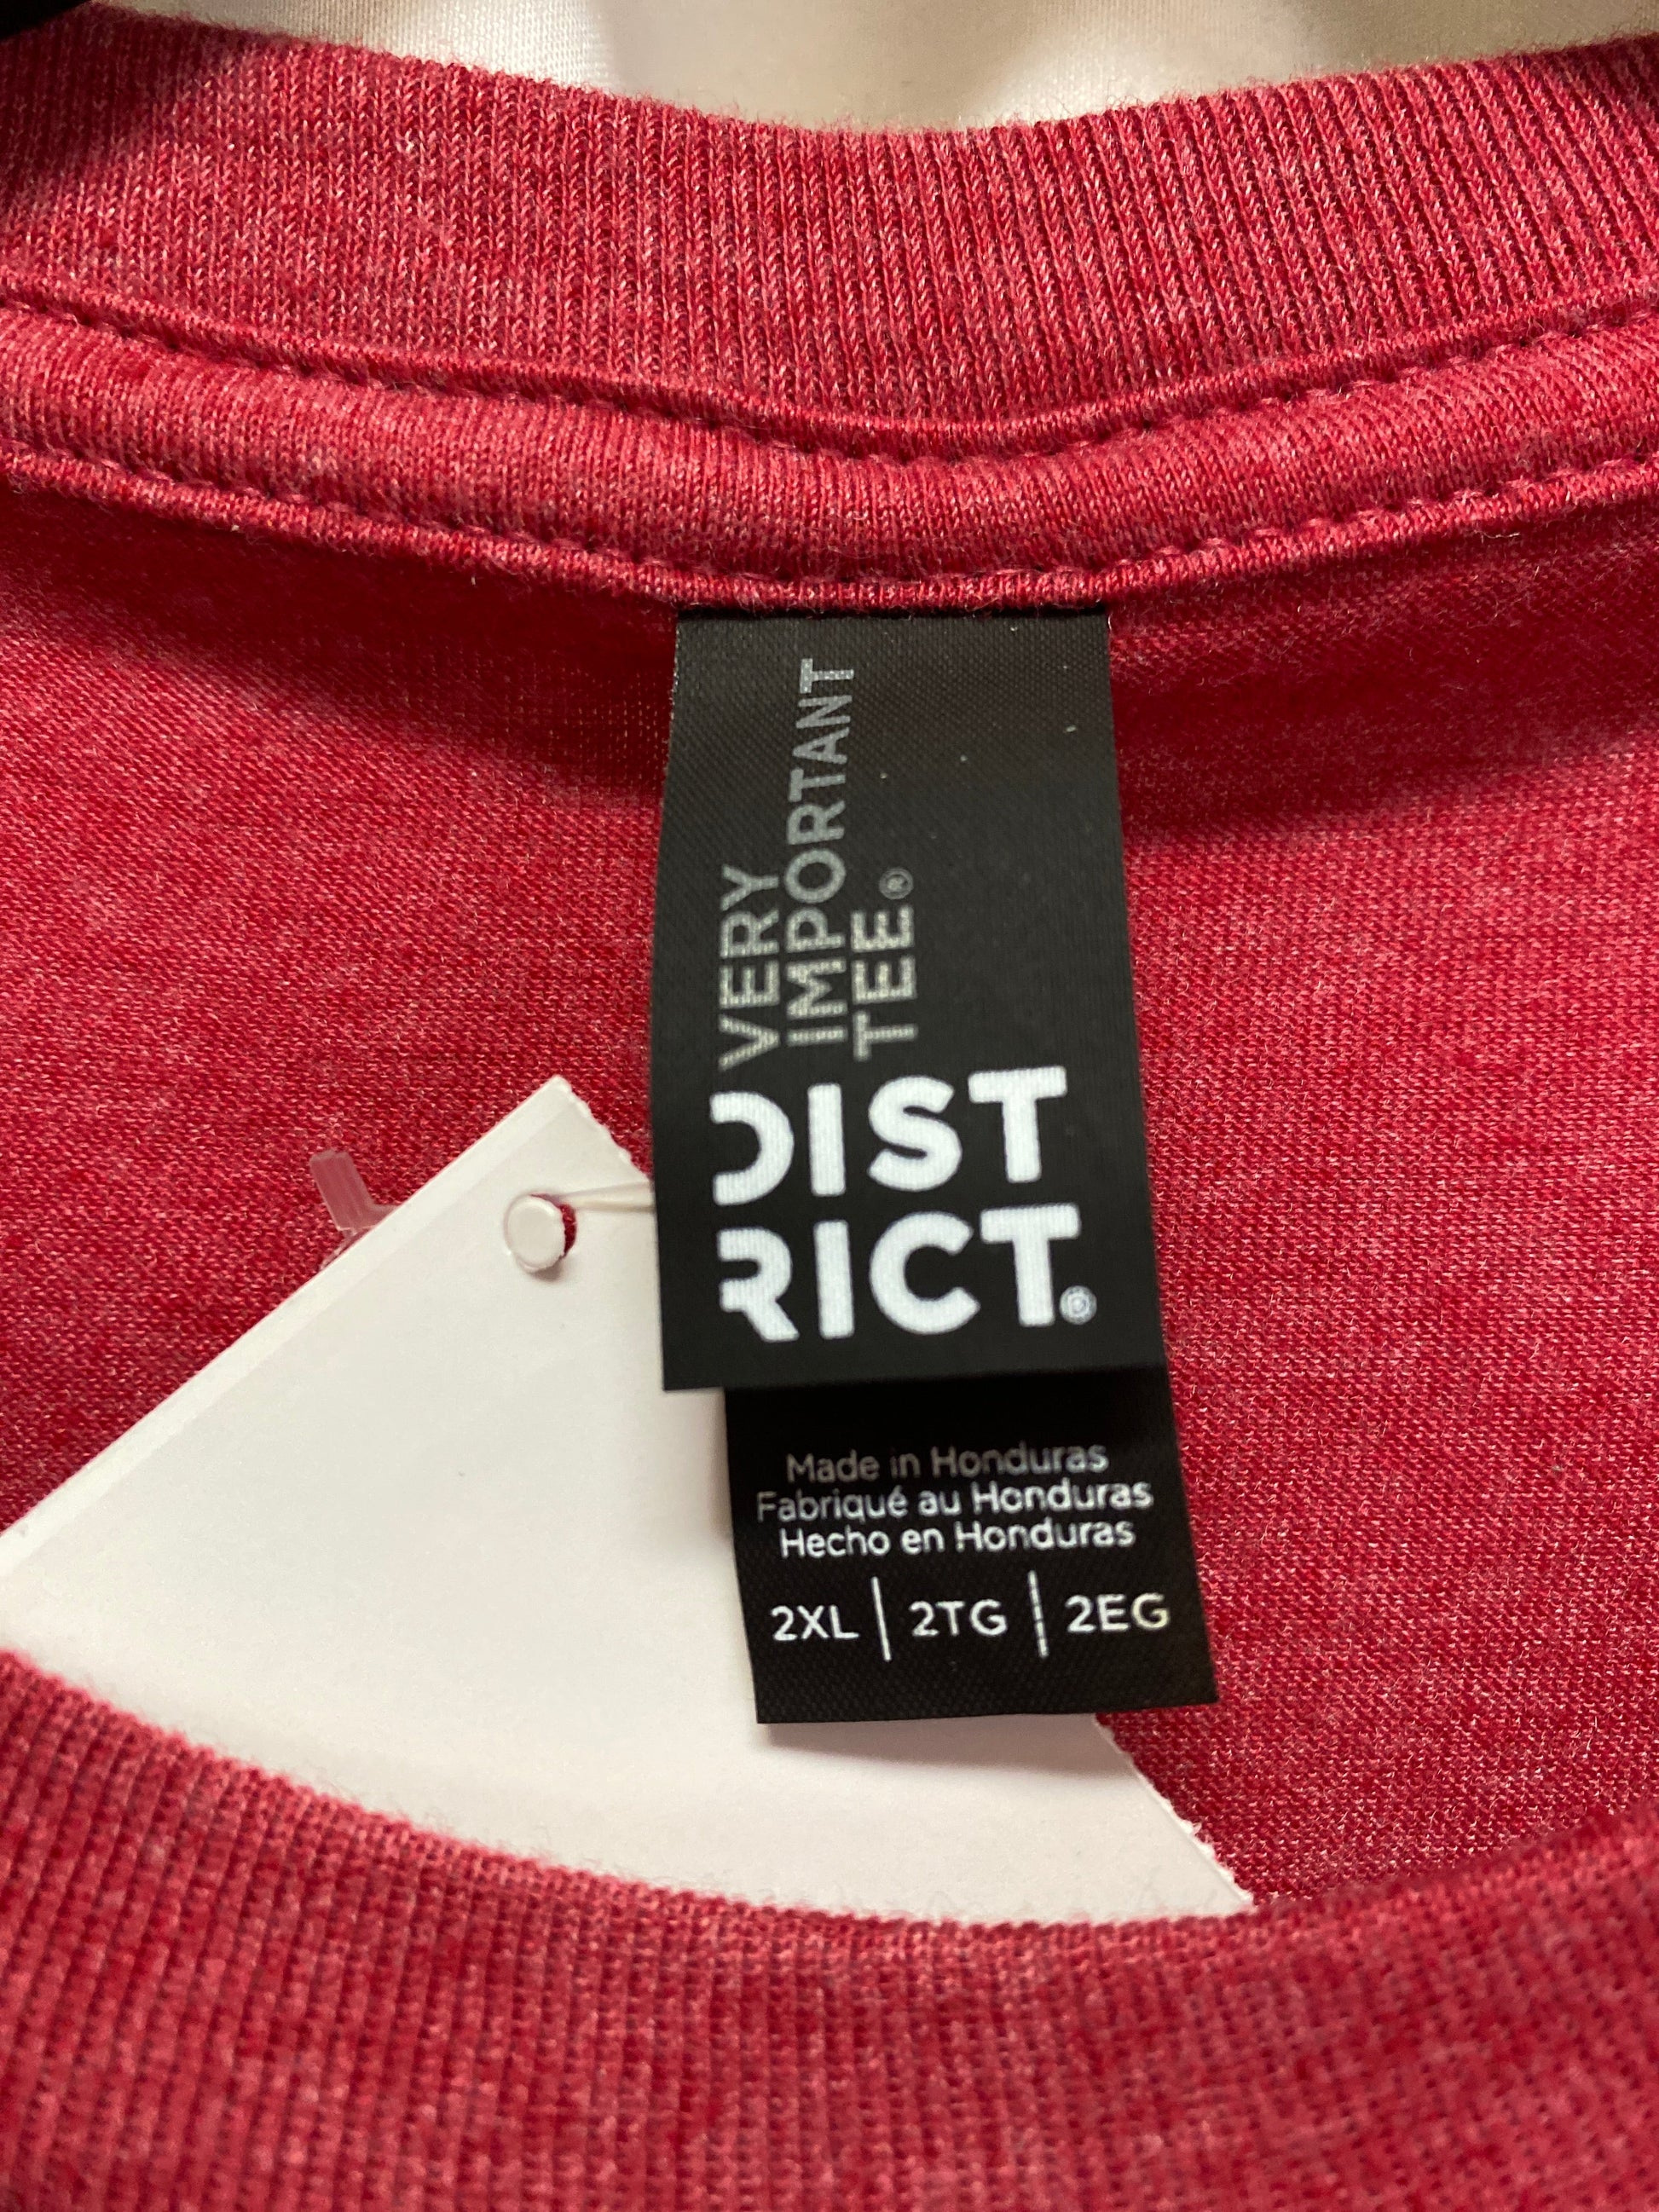 VERY
IMPORTANT
TEE®
DIST
RICT®
Made in Honduras
Fabriqué au Honduras
Hecho en Honduras
2XL | 2TG | 2EG